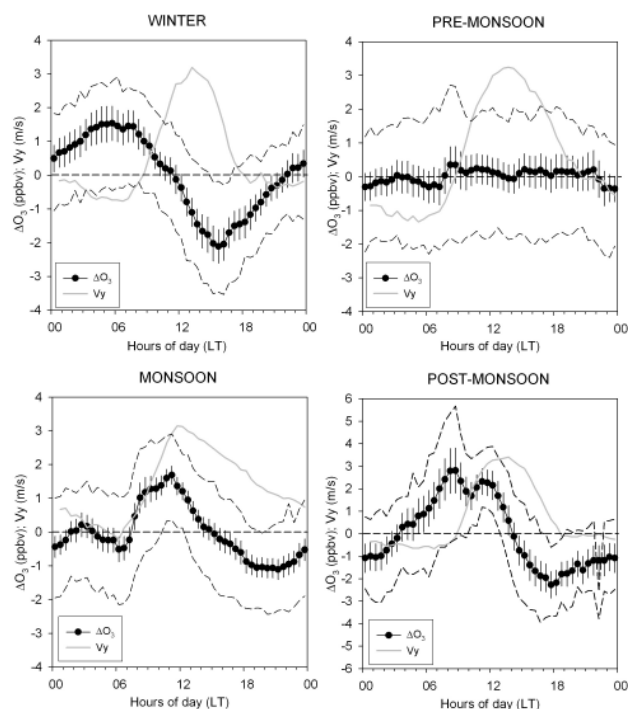 WINTER
4
3
2
1
0
-1
-2
-3
-4
ΔO3 (ppbv); Vy (m/s)
ΔO3
Vy
00 06 12 18 00
Hours of day (LT)
PRE-MONSOON
4
3
2
1
0
-1
-2
-3
-4
ΔO3 (ppbv); Vy (m/s)
ΔO3
Vy
00 06 12 18 00
Hours of day (LT)
MONSOON
4
3
2
1
0
-1
-2
-3
-4
ΔO3 (ppbv); Vy (m/s)
ΔO3
Vy
00 06 12 18 00
Hours of day (LT)
POST-MONSOON
6
5
4
3
2
1
0
-1
-2
-3
-4
-5
-6
ΔO3 (ppbv); Vy (m/s)
ΔO3
Vy
00 06 12 18 00
Hours of day (LT)